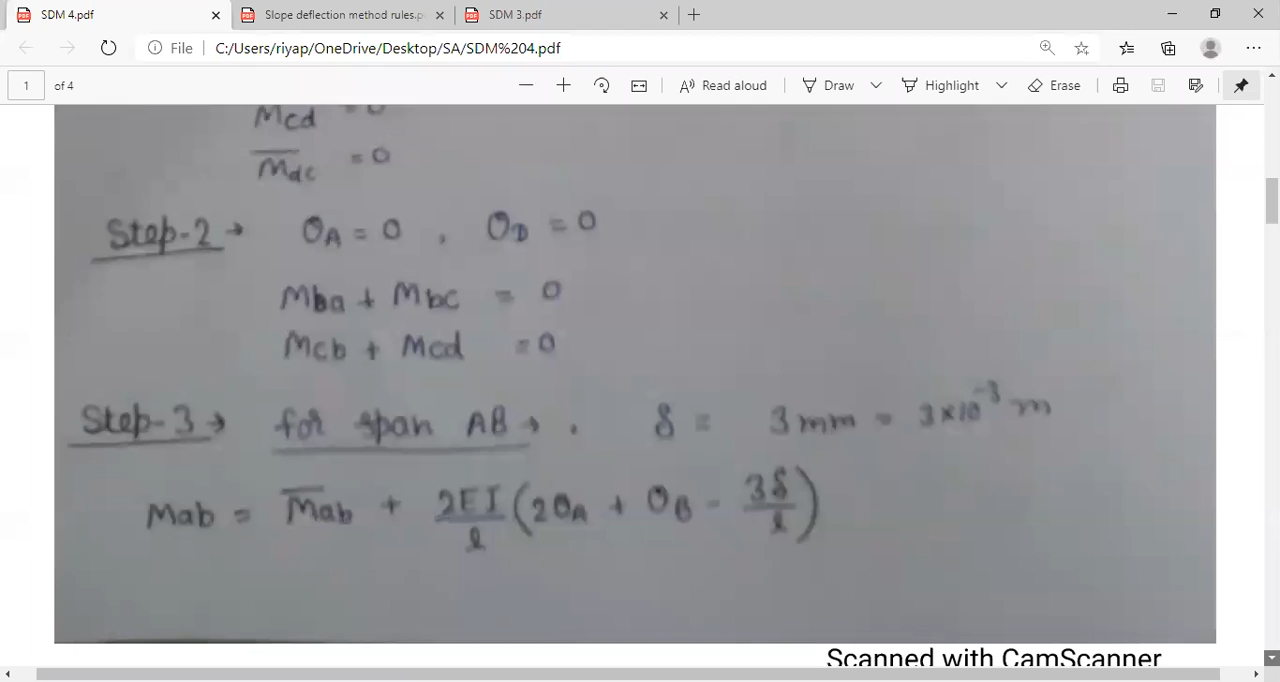 SDM 4.pdf
Slope deflection method rules.p
SDM 3.pdf
File | C:/Users/riyap/OneDrive/Desktop/SA/SDM%204.pdf
1 of 4
Read aloud
Draw
Highlight
Erase
Mcd = 0
M̅dc = 0
Step-2 → θA = 0 , θD = 0
Mba + Mbc = 0
Mcb + Mcd = 0
Step-3 → for span AB → . δ = 3 mm = 3×10⁻³ m
Mab = M̅ab + 2EI/l (2θA + θB - 3δ/l)
Scanned with CamScanner